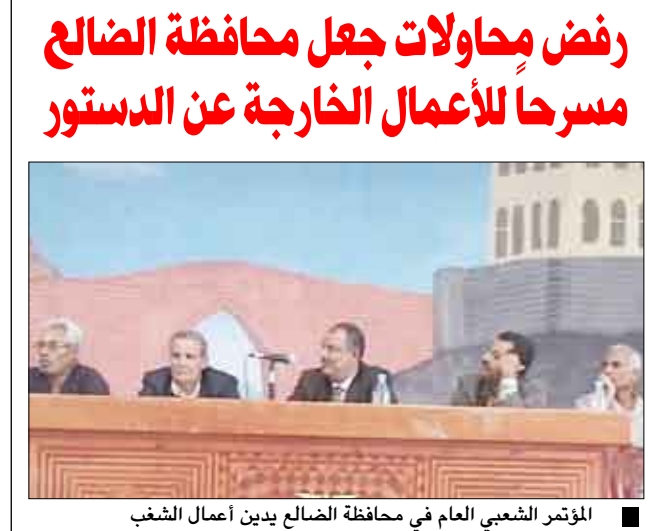 رفض محاولات جعل محافظة الضالع
مسرحاً للأعمال الخارجة عن الدستور
المؤتمر الشعبي العام في محافظة الضالع يدين أعمال الشغب